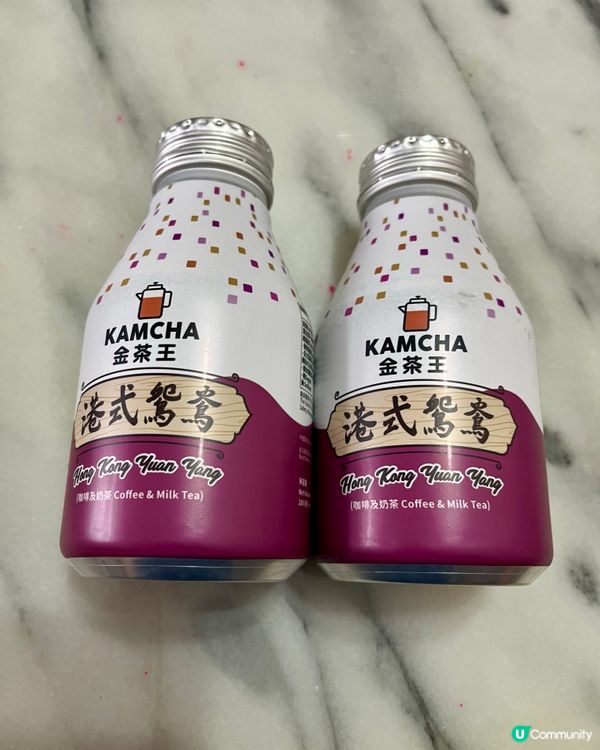 KAMCHA
金茶王
港式鴛鴦
Hong Kong Yuan Yang
(咖啡及奶茶 Coffee & Milk Tea)
KAMCHA
金茶王
港式鴛鴦
Hong Kong Yuan Yang
(咖啡及奶茶 Coffee & Milk Tea)
U Community